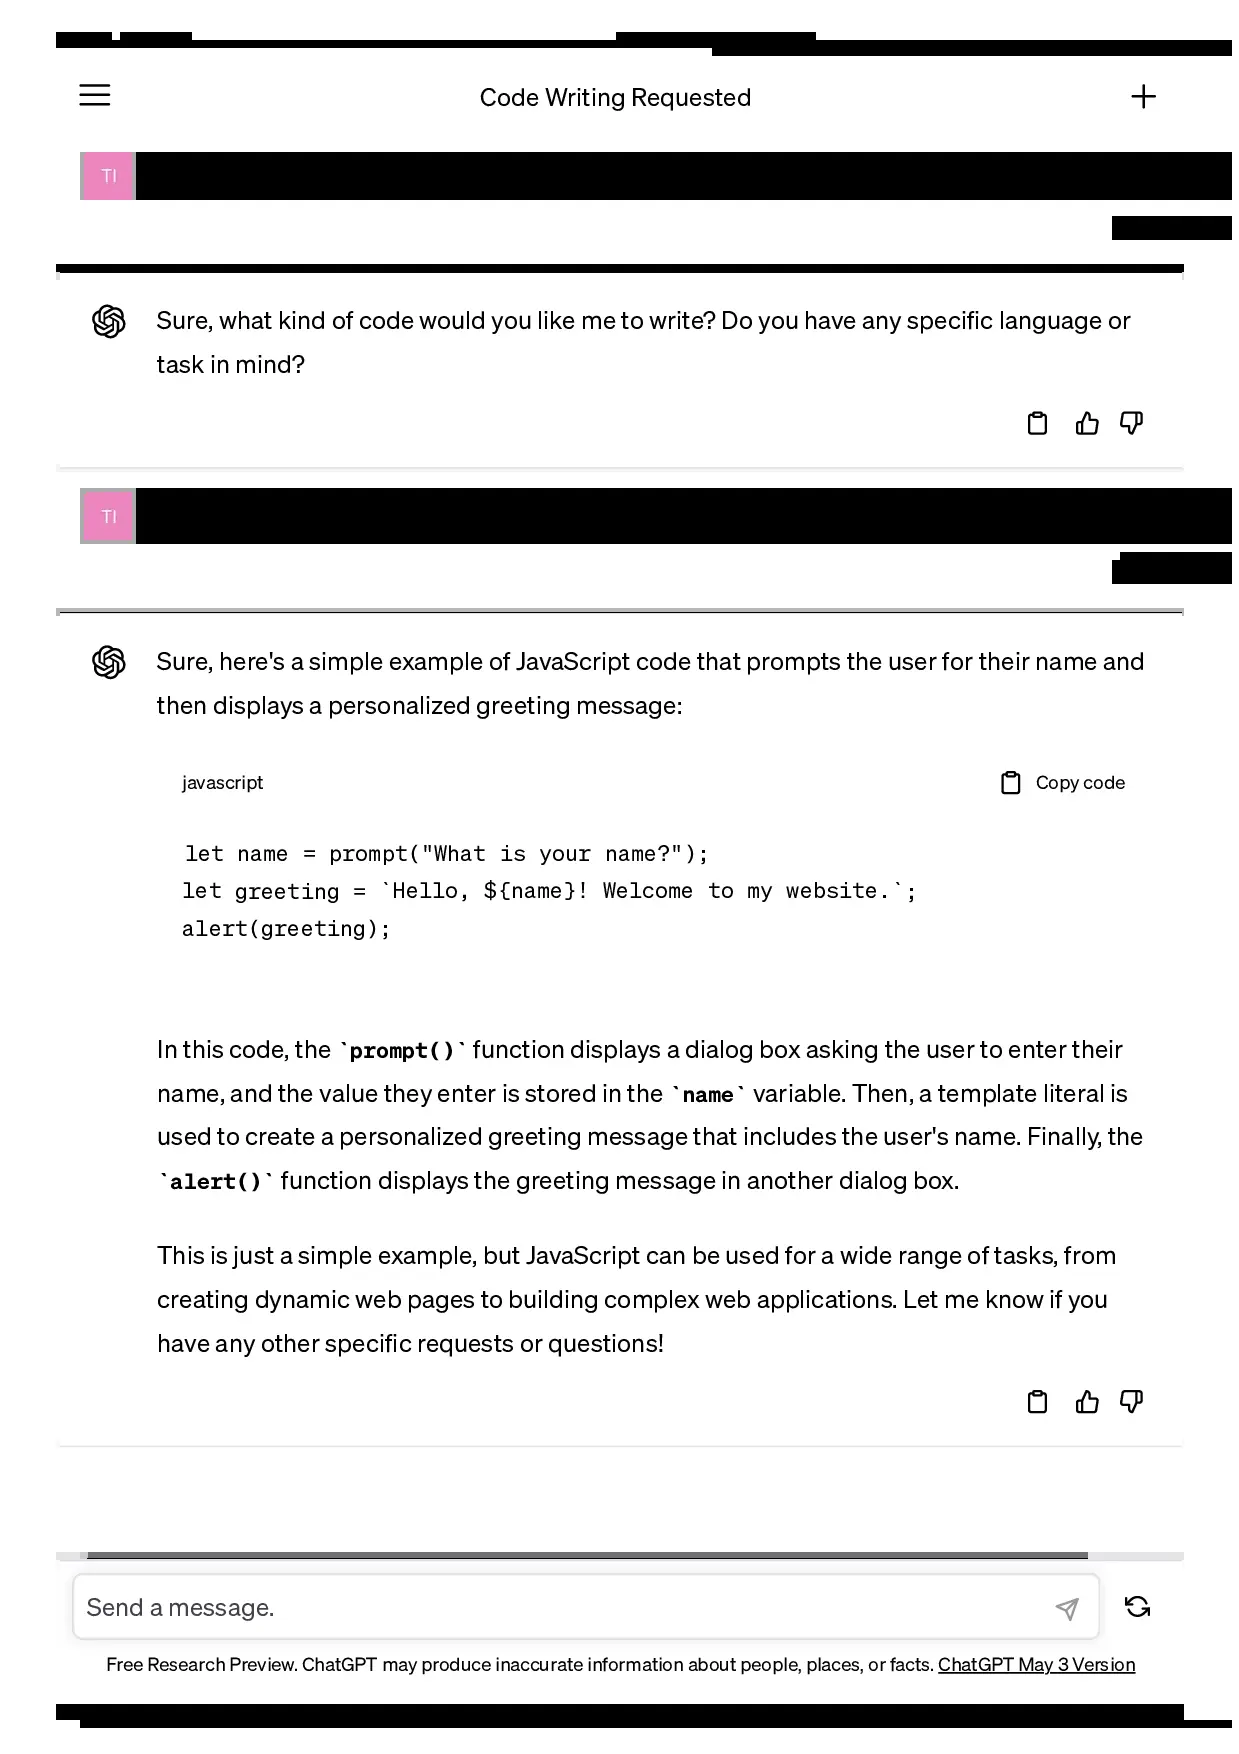 Code Writing Requested
TI
Sure, what kind of code would you like me to write? Do you have any specific language or
task in mind?
TI
Sure, here's a simple example of JavaScript code that prompts the user for their name and
then displays a personalized greeting message:
javascript
Copy code
let name = prompt("What is your name?");
let greeting = `Hello, ${name}! Welcome to my website.`;
alert(greeting);
In this code, the `prompt()` function displays a dialog box asking the user to enter their
name, and the value they enter is stored in the `name` variable. Then, a template literal is
used to create a personalized greeting message that includes the user's name. Finally, the
`alert()` function displays the greeting message in another dialog box.
This is just a simple example, but JavaScript can be used for a wide range of tasks, from
creating dynamic web pages to building complex web applications. Let me know if you
have any other specific requests or questions!
Send a message.
Free Research Preview. ChatGPT may produce inaccurate information about people, places, or facts. ChatGPT May 3 Version